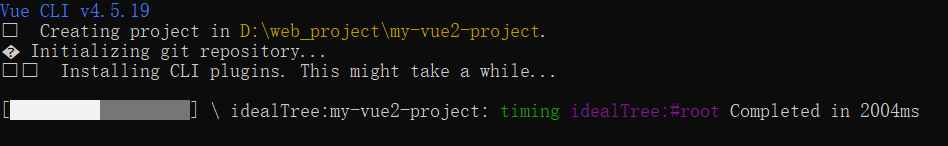 Vue CLI v4.5.19
□  Creating project in D:\web_project\my-vue2-project.
� Initializing git repository...
□□  Installing CLI plugins. This might take a while...
[          ] \ idealTree:my-vue2-project: timing idealTree:#root Completed in 2004ms